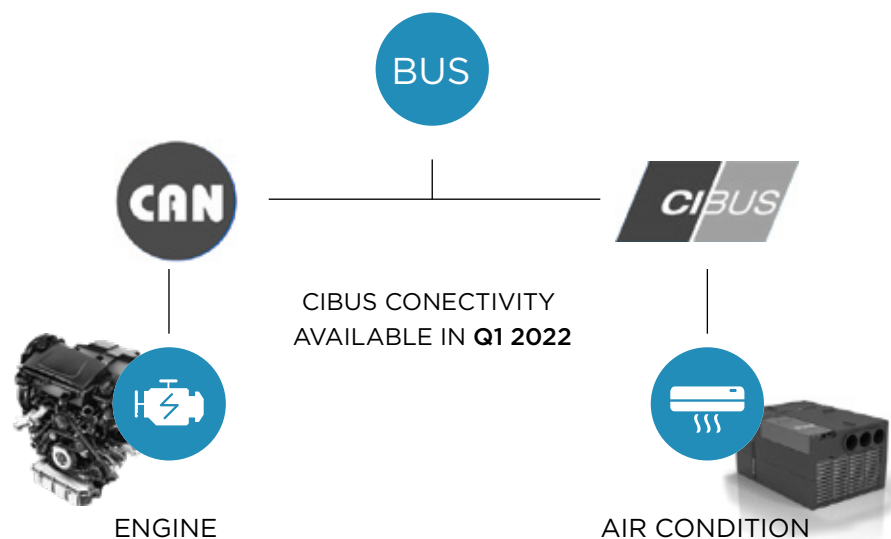 BUS
CAN
CIBUS
CIBUS CONECTIVITY
AVAILABLE IN Q1 2022
ENGINE
AIR CONDITION